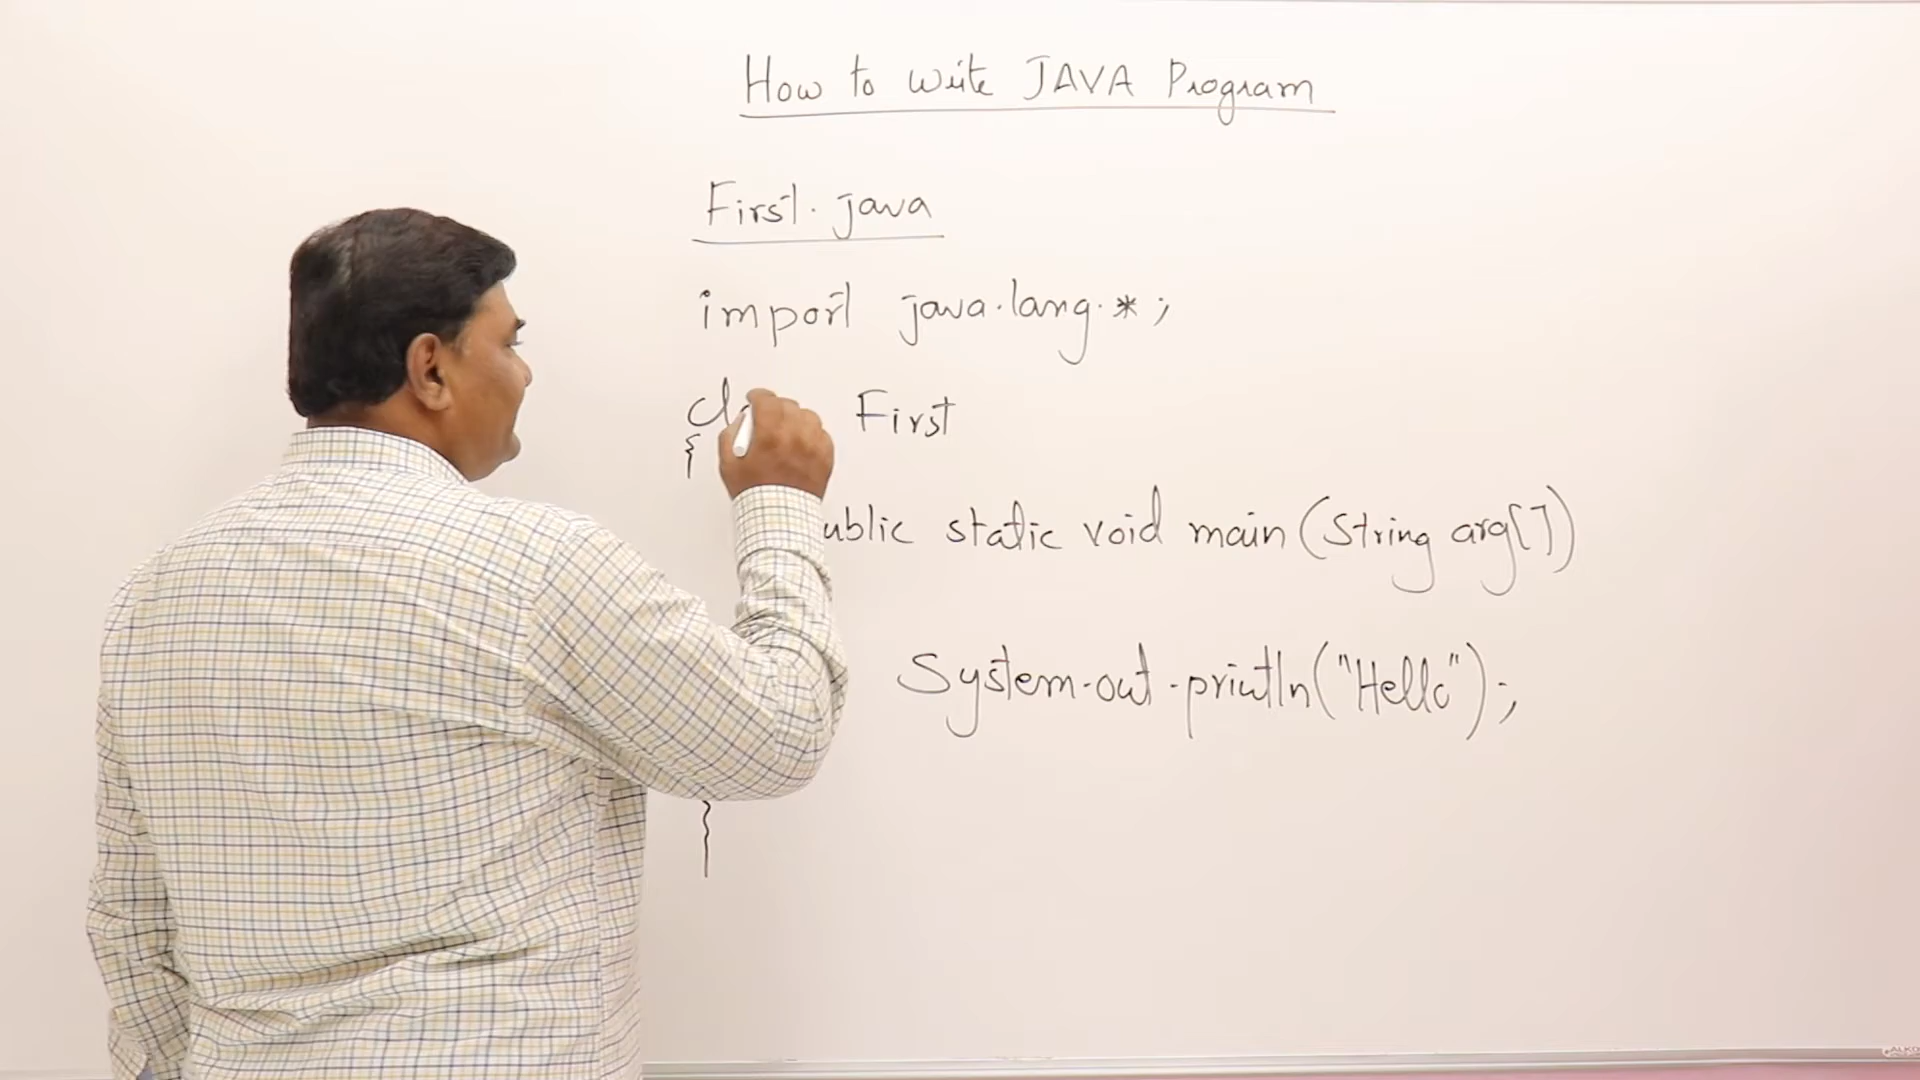 How to Write JAVA Program
First.java
import java.lang.*;
First
{
ublic static void main(String arg[])
System.out.println("Hello");
}